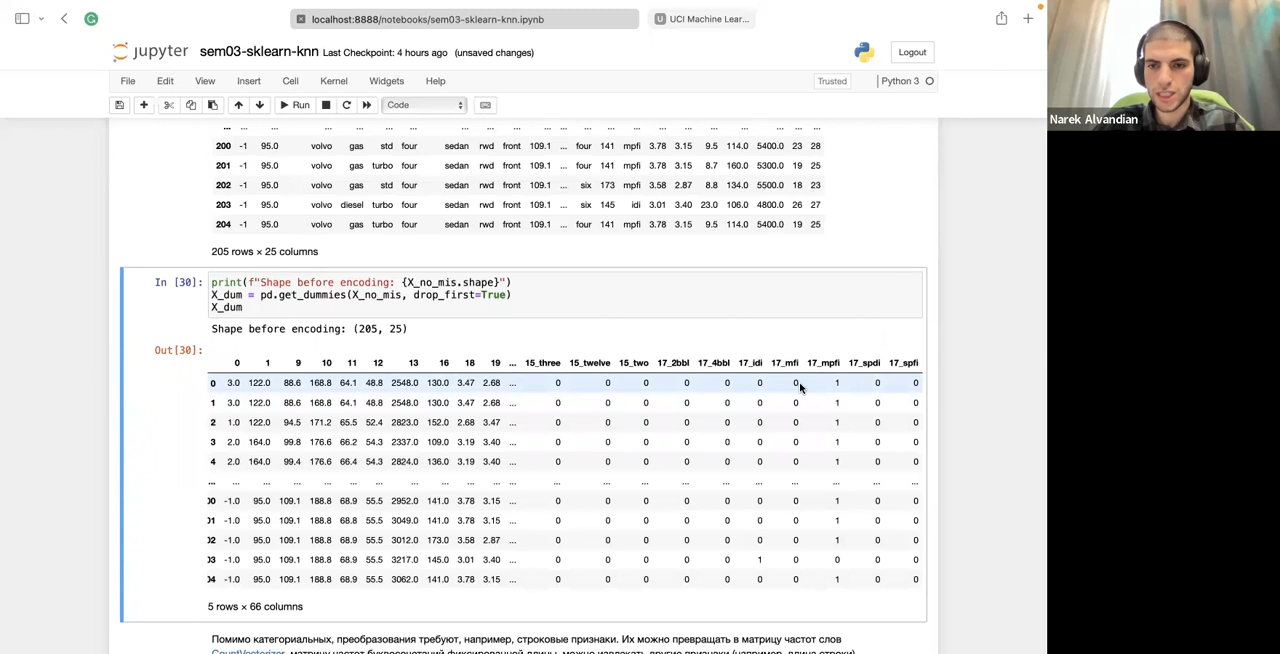 localhost:8888/notebooks/sem03-sklearn-knn.ipynb
UCI Machine Lear...
jupyter sem03-sklearn-knn Last Checkpoint: 4 hours ago (unsaved changes)
Logout
File Edit View Insert Cell Kernel Widgets Help
Trusted Python 3
Run Code
Narek Alvandian
... ... ... ... ... ... ... ... ... ... ... ... ... ... ... ... ... ... ... ... ...
200 -1 95.0 volvo gas std four sedan rwd front 109.1 ... four 141 mpfi 3.78 3.15 9.5 114.0 5400.0 23 28
201 -1 95.0 volvo gas turbo four sedan rwd front 109.1 ... four 141 mpfi 3.78 3.15 8.7 160.0 5300.0 19 25
202 -1 95.0 volvo gas std four sedan rwd front 109.1 ... six 173 mpfi 3.58 2.87 8.8 134.0 5500.0 18 23
203 -1 95.0 volvo diesel turbo four sedan rwd front 109.1 ... six 145 idi 3.01 3.40 23.0 106.0 4800.0 26 27
204 -1 95.0 volvo gas turbo four sedan rwd front 109.1 ... four 141 mpfi 3.78 3.15 9.5 114.0 5400.0 19 25
205 rows × 25 columns
In [30]: print(f"Shape before encoding: {X_no_mis.shape}")
X_dum = pd.get_dummies(X_no_mis, drop_first=True)
X_dum
Shape before encoding: (205, 25)
Out[30]:
0 1 9 10 11 12 13 16 18 19 ... 15_three 15_twelve 15_two 17_2bbl 17_4bbl 17_idi 17_mfi 17_mpfi 17_spdi 17_spfi
0 3.0 122.0 88.6 168.8 64.1 48.8 2548.0 130.0 3.47 2.68 ... 0 0 0 0 0 0 0 1 0 0
1 3.0 122.0 88.6 168.8 64.1 48.8 2548.0 130.0 3.47 2.68 ... 0 0 0 0 0 0 0 1 0 0
2 1.0 122.0 94.5 171.2 65.5 52.4 2823.0 152.0 2.68 3.47 ... 0 0 0 0 0 0 0 1 0 0
3 2.0 164.0 99.8 176.6 66.2 54.3 2337.0 109.0 3.19 3.40 ... 0 0 0 0 0 0 0 1 0 0
4 2.0 164.0 99.4 176.6 66.4 54.3 2824.0 136.0 3.19 3.40 ... 0 0 0 0 0 0 0 1 0 0
... ... ... ... ... ... ... ... ... ... ... ... ... ... ... ... ... ... ... ... ... ...
00 -1.0 95.0 109.1 188.8 68.9 55.5 2952.0 141.0 3.78 3.15 ... 0 0 0 0 0 0 0 1 0 0
01 -1.0 95.0 109.1 188.8 68.8 55.5 3049.0 141.0 3.78 3.15 ... 0 0 0 0 0 0 0 1 0 0
02 -1.0 95.0 109.1 188.8 68.9 55.5 3012.0 173.0 3.58 2.87 ... 0 0 0 0 0 0 0 1 0 0
03 -1.0 95.0 109.1 188.8 68.9 55.5 3217.0 145.0 3.01 3.40 ... 0 0 0 0 0 1 0 0 0 0
04 -1.0 95.0 109.1 188.8 68.9 55.5 3062.0 141.0 3.78 3.15 ... 0 0 0 0 0 0 0 1 0 0
5 rows × 66 columns
Помимо категориальных, преобразования требуют, например, строковые признаки. Их можно превращать в матрицу частот слов
CountVectorizer, матрицу частот буквосочетаний фиксированной длины, можно извлекать другие признаки (например, длина строки).